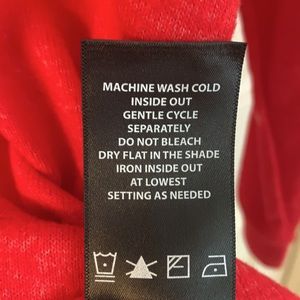 MACHINE WASH COLD
INSIDE OUT
GENTLE CYCLE
SEPARATELY
DO NOT BLEACH
DRY FLAT IN THE SHADE
IRON INSIDE OUT
AT LOWEST
SETTING AS NEEDED